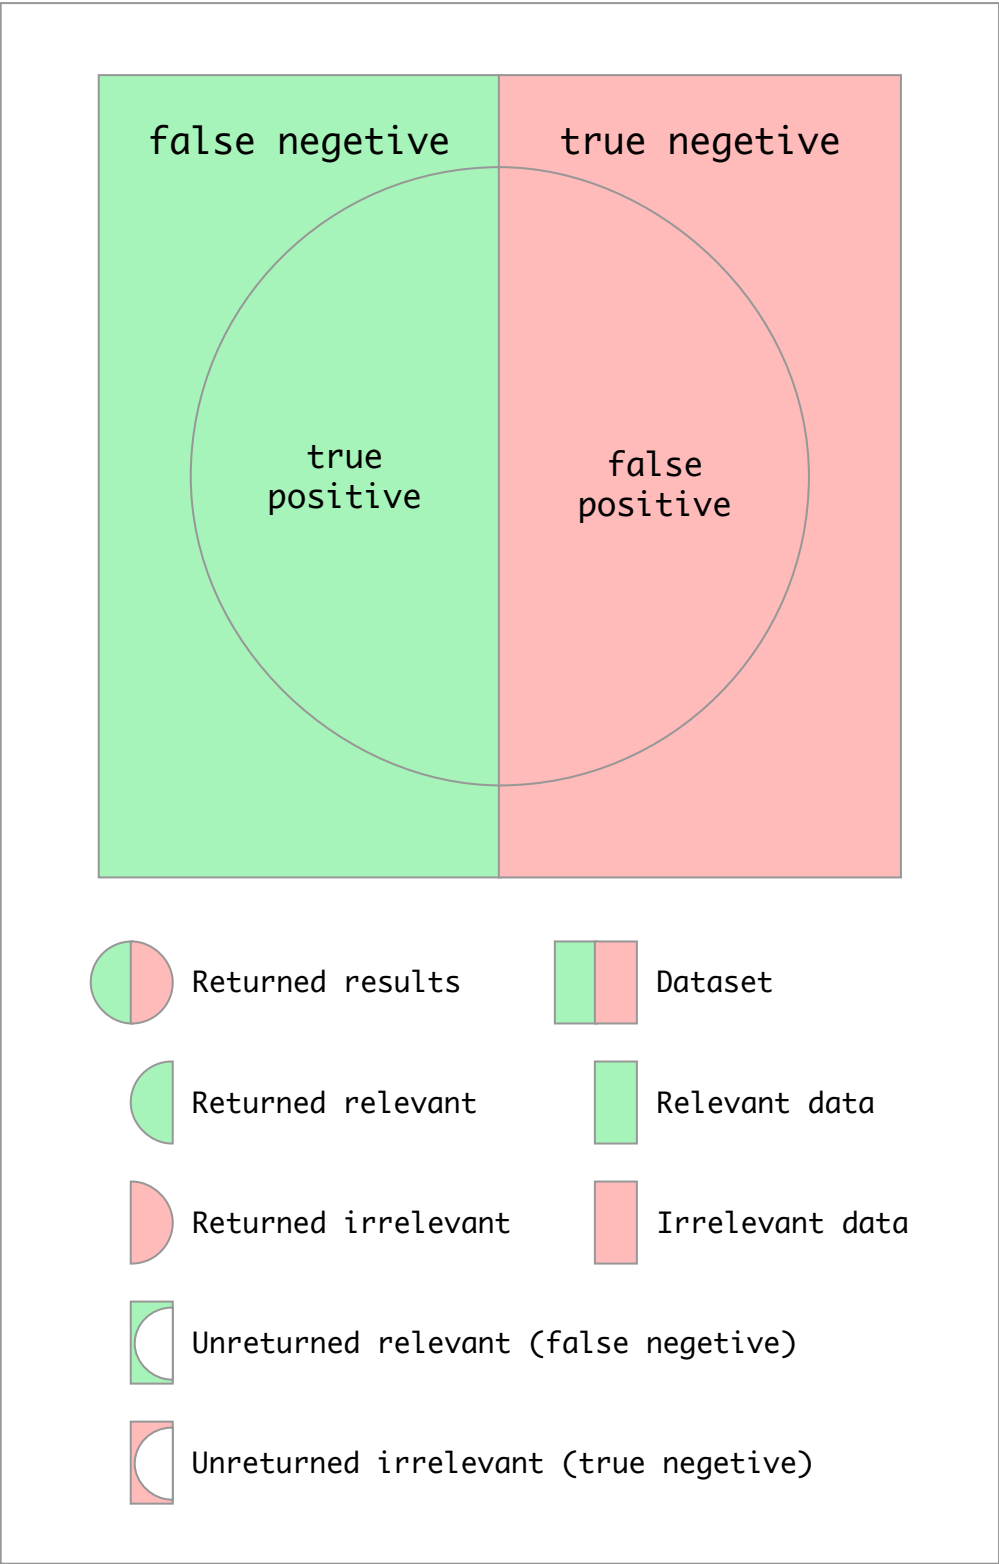 false negetive
true negetive
true
positive
false
positive
Returned results
Dataset
Returned relevant
Relevant data
Returned irrelevant
Irrelevant data
Unreturned relevant (false negetive)
Unreturned irrelevant (true negetive)